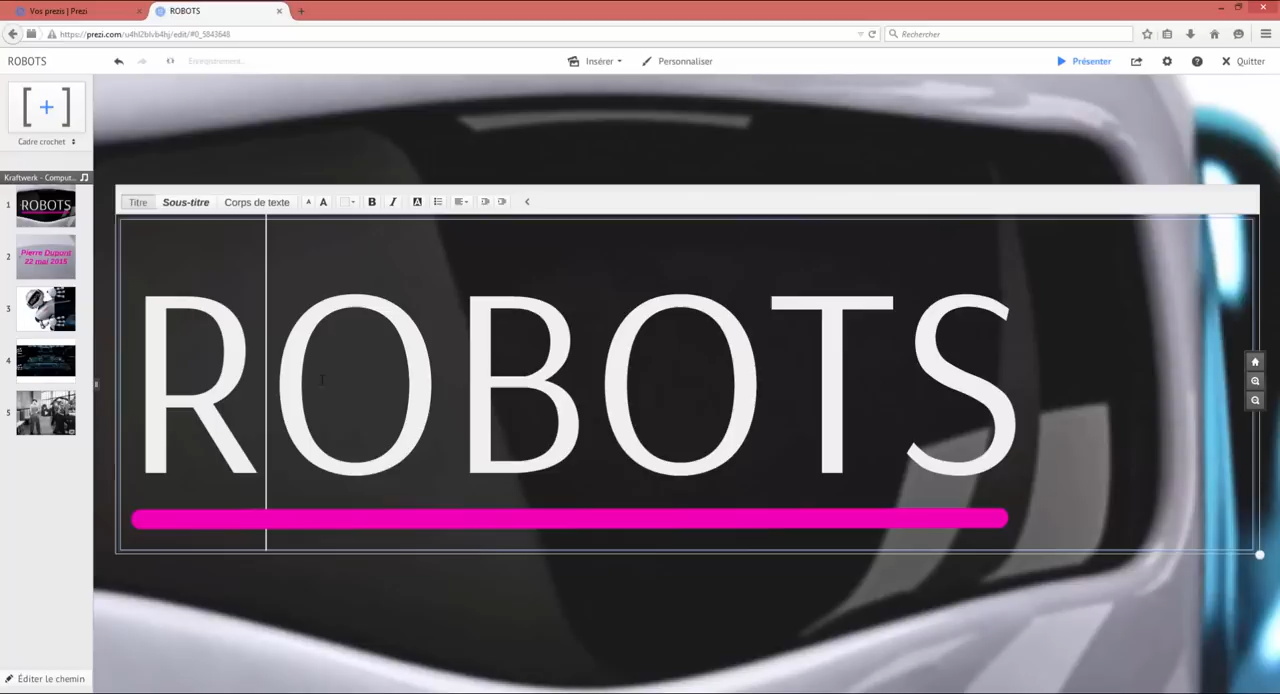 Vos prezis | Prezi
ROBOTS
https://prezi.com/u4hl2blvb4hj/edit/#0_5843648
Rechercher
ROBOTS
Enregistrement...
Insérer
Personnaliser
Présenter
Quitter
Cadre crochet
Kraftwerk - Comput...
1
ROBOTS
2
Pierre Dupont
22 mai 2015
3
4
5
Titre
Sous-titre
Corps de texte
A
A
B
I
A
ROBOTS
Éditer le chemin